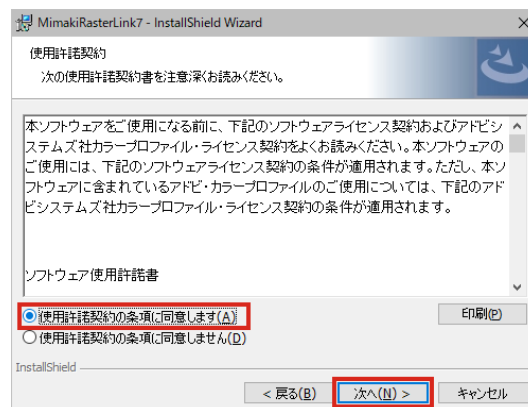 MimakiRasterLink7 - InstallShield Wizard
使用許諾契約
次の使用許諾契約書を注意深くお読みください。
本ソフトウェアをご使用になる前に、下記のソフトウェアライセンス契約およびアドビシ
ステムズ社カラープロファイル・ライセンス契約をよくお読みください。本ソフトウェアの
ご使用には、下記のソフトウェアライセンス契約の条件が適用されます。ただし、本ソ
フトウェアに含まれているアドビ・カラープロファイルのご使用については、下記のアド
ビシステムズ社カラープロファイル・ライセンス契約の条件が適用されます。
ソフトウェア使用許諾書
使用許諾契約の条項に同意します(A)
印刷(P)
使用許諾契約の条項に同意しません(D)
InstallShield
< 戻る(B)
次へ(N) >
キャンセル